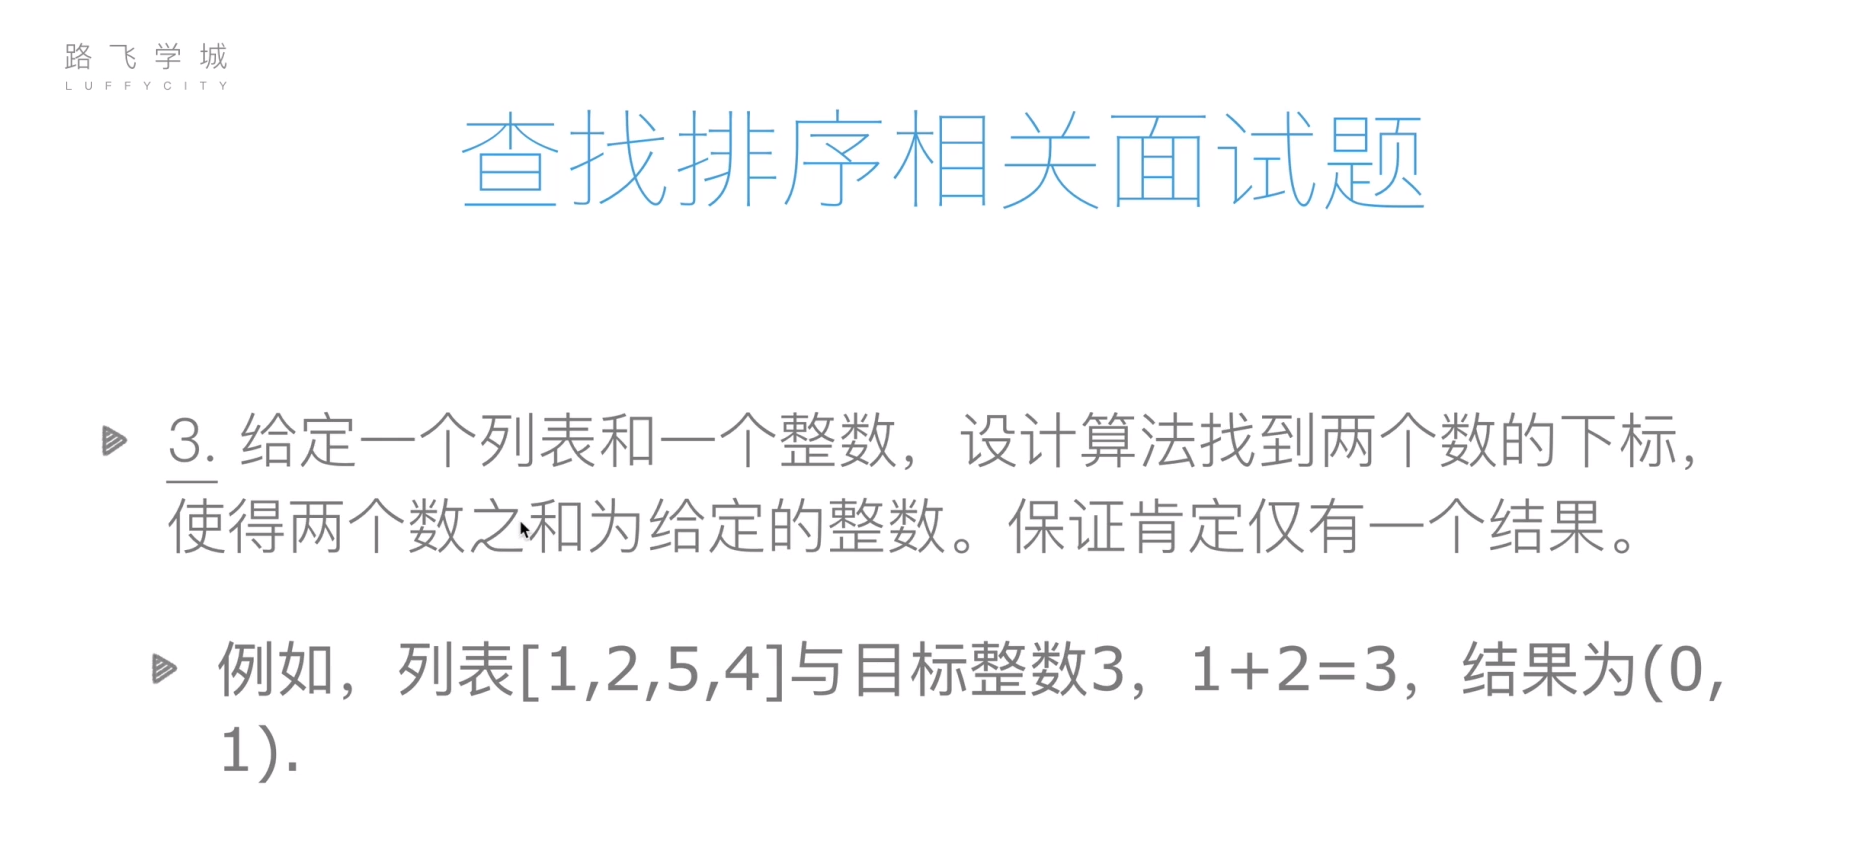 路飞学城
LUFFYCITY
查找排序相关面试题
3. 给定一个列表和一个整数，设计算法找到两个数的下标，
使得两个数之和为给定的整数。保证肯定仅有一个结果。
例如，列表[1,2,5,4]与目标整数3，1+2=3，结果为(0,
1).